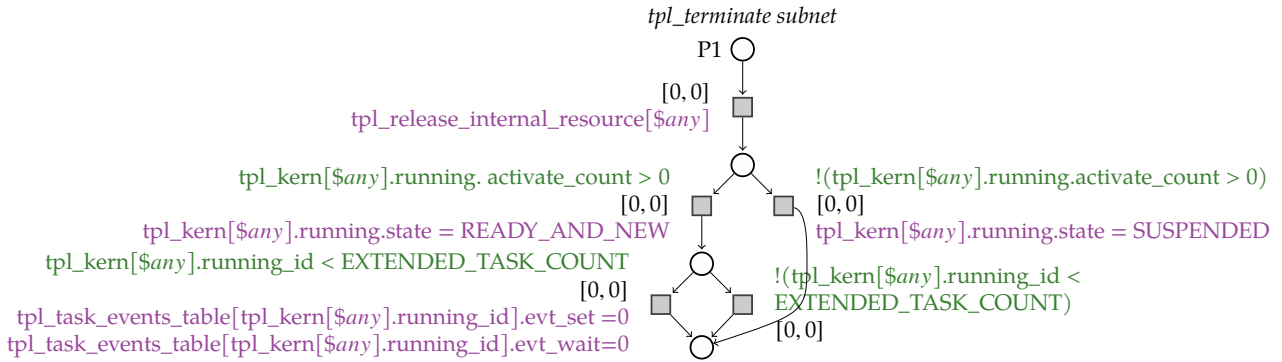 tpl_terminate subnet
P1
[0, 0]
tpl_release_internal_resource[$any]
tpl_kern[$any].running. activate_count > 0
!(tpl_kern[$any].running.activate_count > 0)
[0, 0]
[0, 0]
tpl_kern[$any].running.state = READY_AND_NEW
tpl_kern[$any].running.state = SUSPENDED
tpl_kern[$any].running_id < EXTENDED_TASK_COUNT
!(tpl_kern[$any].running_id <
EXTENDED_TASK_COUNT)
[0, 0]
[0, 0]
tpl_task_events_table[tpl_kern[$any].running_id].evt_set =0
tpl_task_events_table[tpl_kern[$any].running_id].evt_wait=0